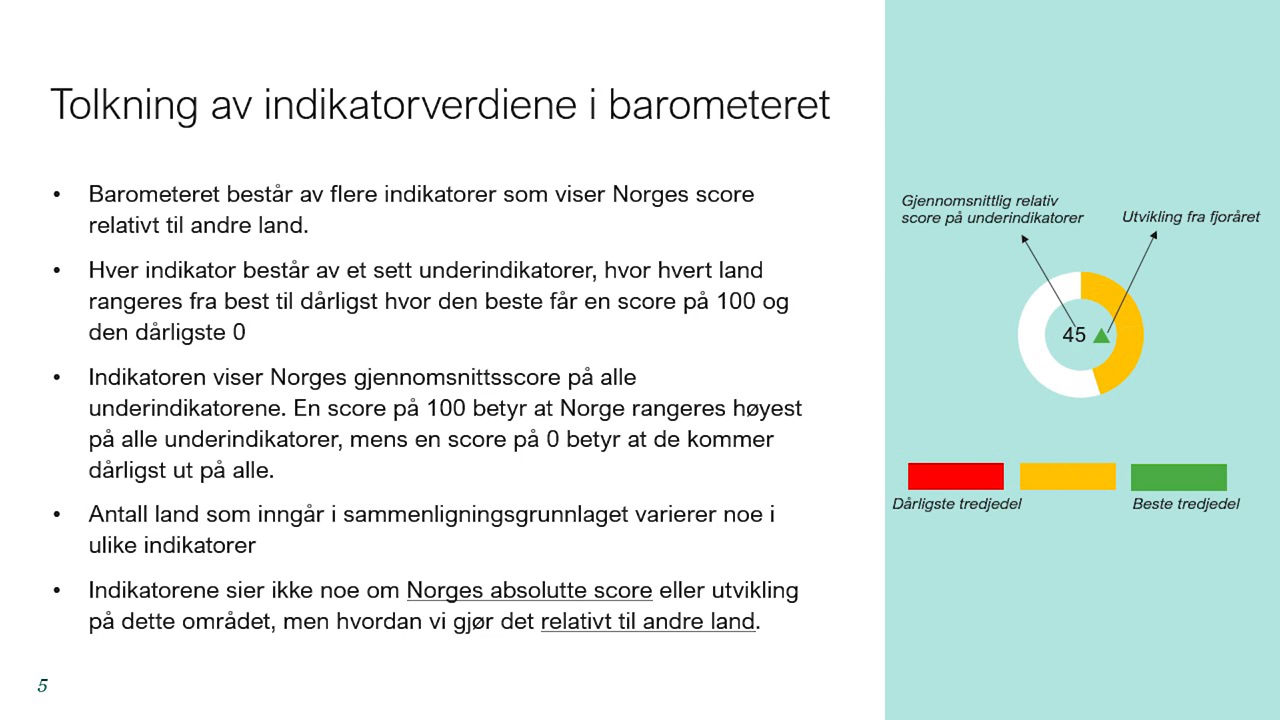 Tolkning av indikatorverdiene i barometeret
• Barometeret består av flere indikatorer som viser Norges score
relativt til andre land.
• Hver indikator består av et sett underindikatorer, hvor hvert land
rangeres fra best til dårligst hvor den beste får en score på 100 og
den dårligste 0
• Indikatoren viser Norges gjennomsnittsscore på alle
underindikatorene. En score på 100 betyr at Norge rangeres høyest
på alle underindikatorer, mens en score på 0 betyr at de kommer
dårligst ut på alle.
• Antall land som inngår i sammenligningsgrunnlaget varierer noe i
ulike indikatorer
• Indikatorene sier ikke noe om Norges absolutte score eller utvikling
på dette området, men hvordan vi gjør det relativt til andre land.
5
Gjennomsnittlig relativ
score på underindikatorer
Utvikling fra fjoråret
45
Dårligste tredjedel
Beste tredjedel